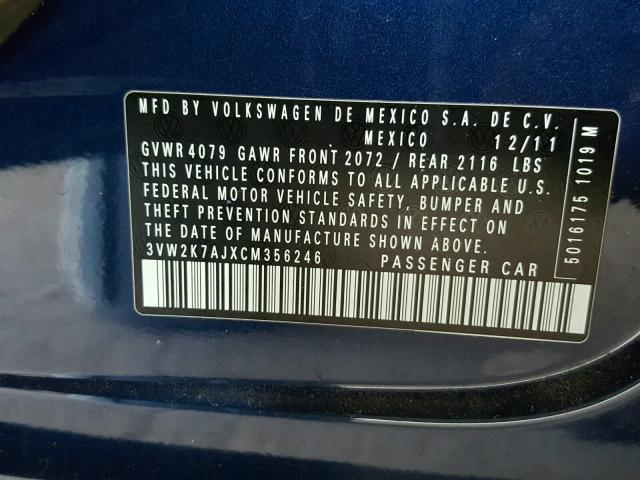 MFD BY VOLKSWAGEN DE MEXICO S.A. DE C.V.
MEXICO 12/11
GVWR 4079 GAWR FRONT 2072 / REAR 2116 LBS
THIS VEHICLE CONFORMS TO ALL APPLICABLE U.S.
FEDERAL MOTOR VEHICLE SAFETY, BUMPER AND
THEFT PREVENTION STANDARDS IN EFFECT ON
THE DATE OF MANUFACTURE SHOWN ABOVE.
3VW2K7AJXCM356246 PASSENGER CAR
5016175 1019 M